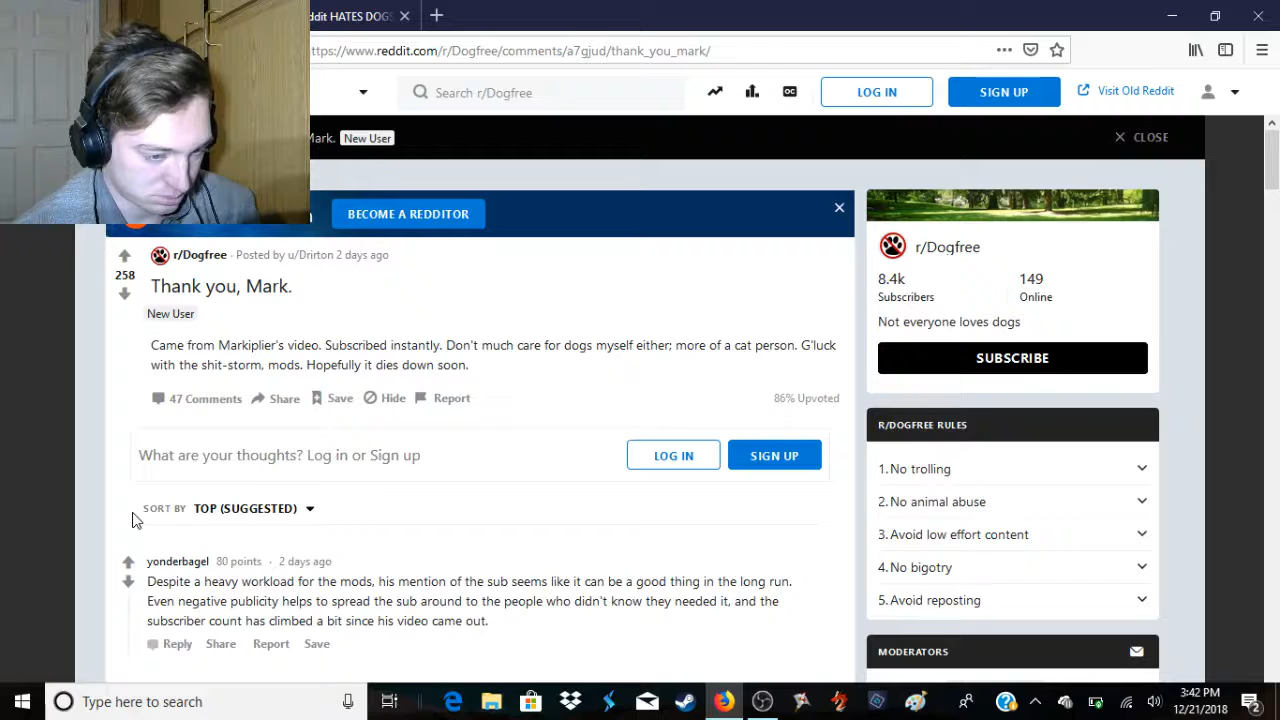 ddit HATES DOGS
ttps://www.reddit.com/r/Dogfree/comments/a7gjud/thank_you_mark/
Search r/Dogfree
LOG IN
SIGN UP
Visit Old Reddit
Mark. New User
CLOSE
BECOME A REDDITOR
r/Dogfree · Posted by u/Drirton 2 days ago
258
Thank you, Mark.
New User
Came from Markiplier's video. Subscribed instantly. Don't much care for dogs myself either; more of a cat person. G'luck
with the shit-storm, mods. Hopefully it dies down soon.
47 Comments Share Save Hide Report 86% Upvoted
What are your thoughts? Log in or Sign up
LOG IN
SIGN UP
SORT BY TOP (SUGGESTED)
yonderbagel 80 points · 2 days ago
Despite a heavy workload for the mods, his mention of the sub seems like it can be a good thing in the long run.
Even negative publicity helps to spread the sub around to the people who didn't know they needed it, and the
subscriber count has climbed a bit since his video came out.
Reply Share Report Save
r/Dogfree
8.4k 149
Subscribers Online
Not everyone loves dogs
SUBSCRIBE
R/DOGFREE RULES
1. No trolling
2. No animal abuse
3. Avoid low effort content
4. No bigotry
5. Avoid reporting
MODERATORS
Type here to search
3:42 PM
12/21/2018
2